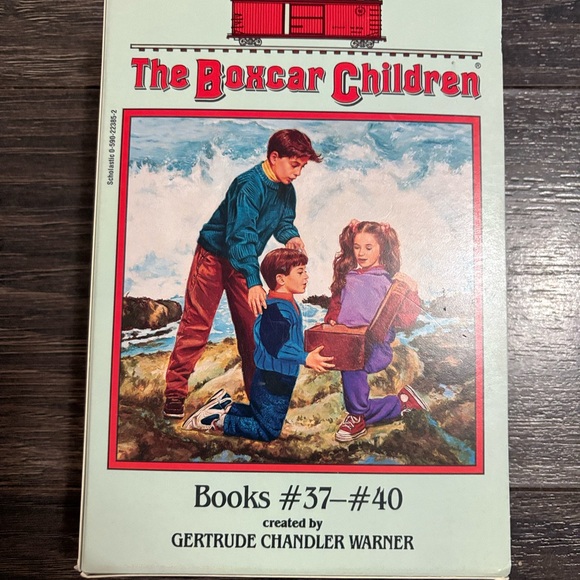 The Boxcar Children®
Scholastic 0-590-22385-2
Books #37–#40
created by
GERTRUDE CHANDLER WARNER